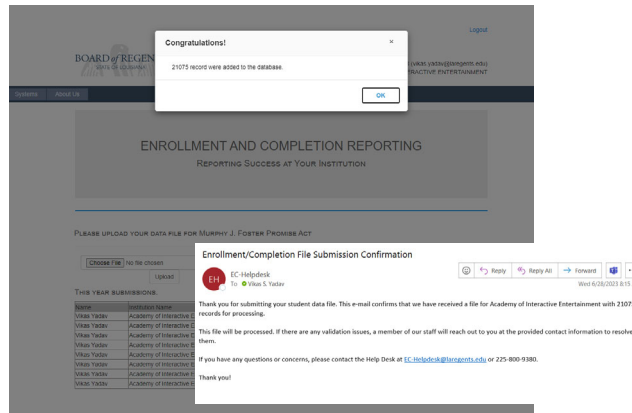 Logout
Congratulations!
×
21075 record were added to the database.
OK
BOARD of REGEN
STATE OF LOUISIANA
(vikas.yadav@laregents.edu)
ERACTIVE ENTERTAINMENT
Systems About Us
ENROLLMENT AND COMPLETION REPORTING
REPORTING SUCCESS AT YOUR INSTITUTION
PLEASE UPLOAD YOUR DATA FILE FOR MURPHY J. FOSTER PROMISE ACT
Choose File No file chosen
Upload
THIS YEAR SUBMISSIONS.
Name Institution Name
Vikas Yadav Academy of Interactive E
Vikas Yadav Academy of Interactive E
Vikas Yadav Academy of Interactive E
Vikas Yadav Academy of Interactive E
Vikas Yadav Academy of Interactive E
Vikas Yadav Academy of Interactive E
Vikas Yadav Academy of Interactive E
Vikas Yadav Academy of Interactive E
Vikas Yadav Academy of Interactive E
Enrollment/Completion File Submission Confirmation
EH
EC-Helpdesk
To Vikas S. Yadav
Reply Reply All Forward
Wed 6/28/2023 8:15
Thank you for submitting your student data file. This e-mail confirms that we have received a file for Academy of Interactive Entertainment with 21075
records for processing.
This file will be processed. If there are any validation issues, a member of our staff will reach out to you at the provided contact information to resolve
them.
If you have any questions or concerns, please contact the Help Desk at EC-Helpdesk@laregents.edu or 225-800-9380.
Thank you!